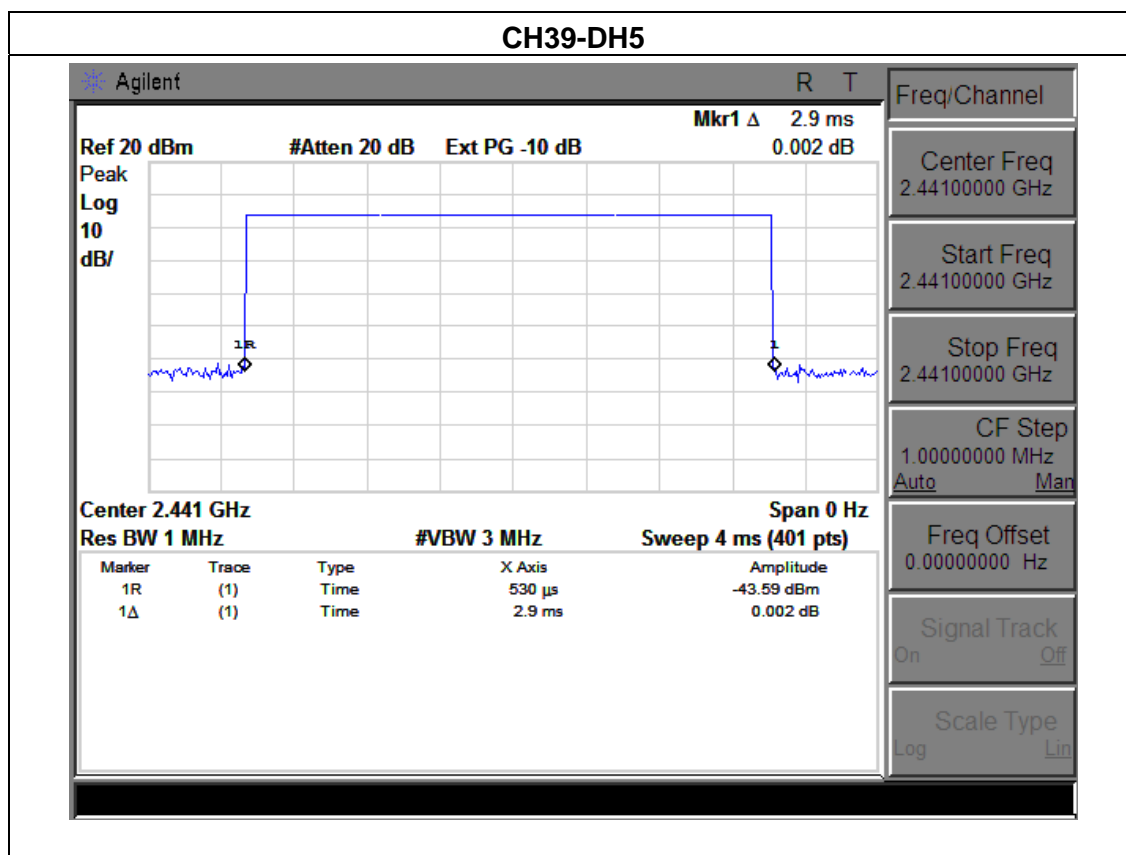 CH39-DH5
Agilent R T
Mkr1 Δ 2.9 ms
Ref 20 dBm #Atten 20 dB Ext PG -10 dB 0.002 dB
Peak
Log
10
dB/
1R 1
Center 2.441 GHz Span 0 Hz
Res BW 1 MHz #VBW 3 MHz Sweep 4 ms (401 pts)
Marker Trace Type X Axis Amplitude
1R (1) Time 530 µs -43.59 dBm
1Δ (1) Time 2.9 ms 0.002 dB
Freq/Channel
Center Freq
2.44100000 GHz
Start Freq
2.44100000 GHz
Stop Freq
2.44100000 GHz
CF Step
1.00000000 MHz
Auto Man
Freq Offset
0.00000000 Hz
Signal Track
On Off
Scale Type
Log Lin